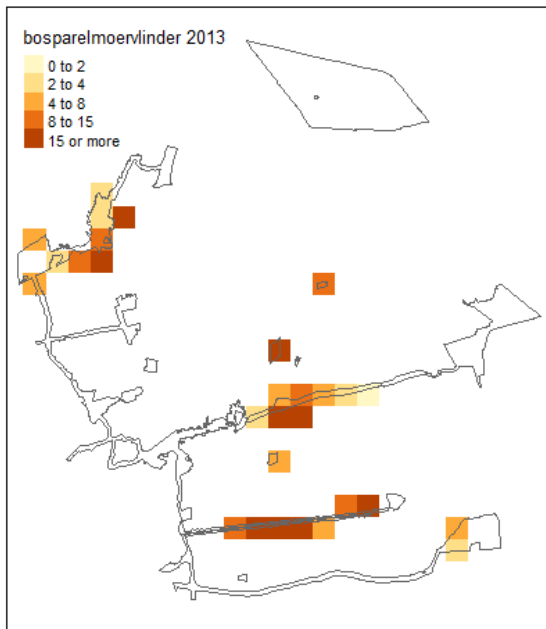 bosparelmoervlinder 2013
0 to 2
2 to 4
4 to 8
8 to 15
15 or more